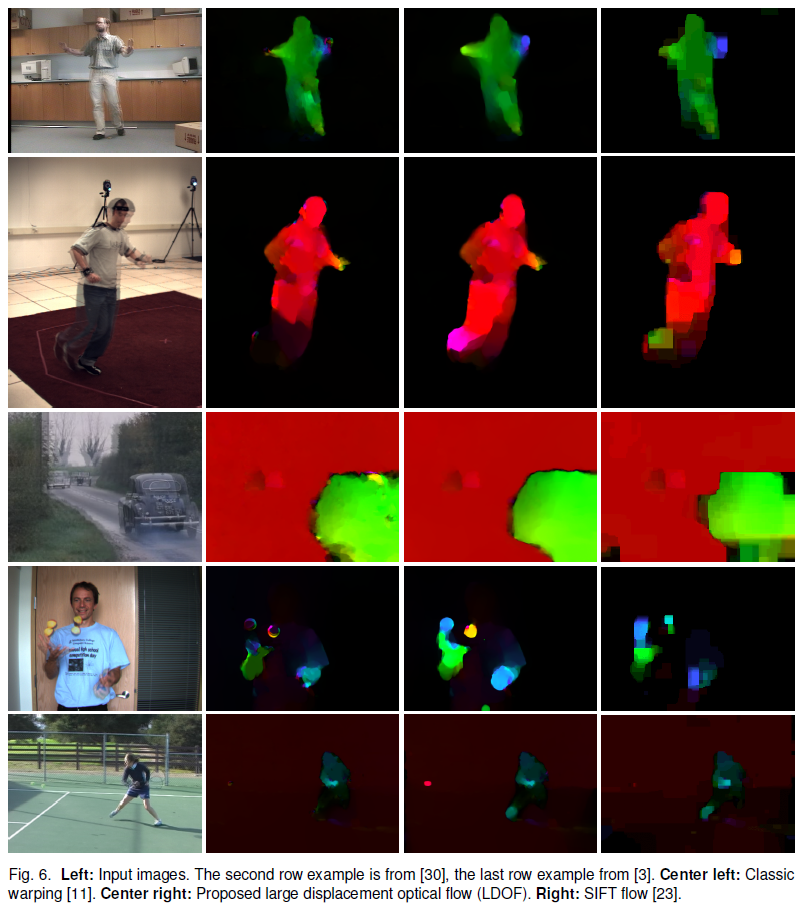 Fig. 6. Left: Input images. The second row example is from [30], the last row example from [3]. Center left: Classic
warping [11]. Center right: Proposed large displacement optical flow (LDOF). Right: SIFT flow [23].